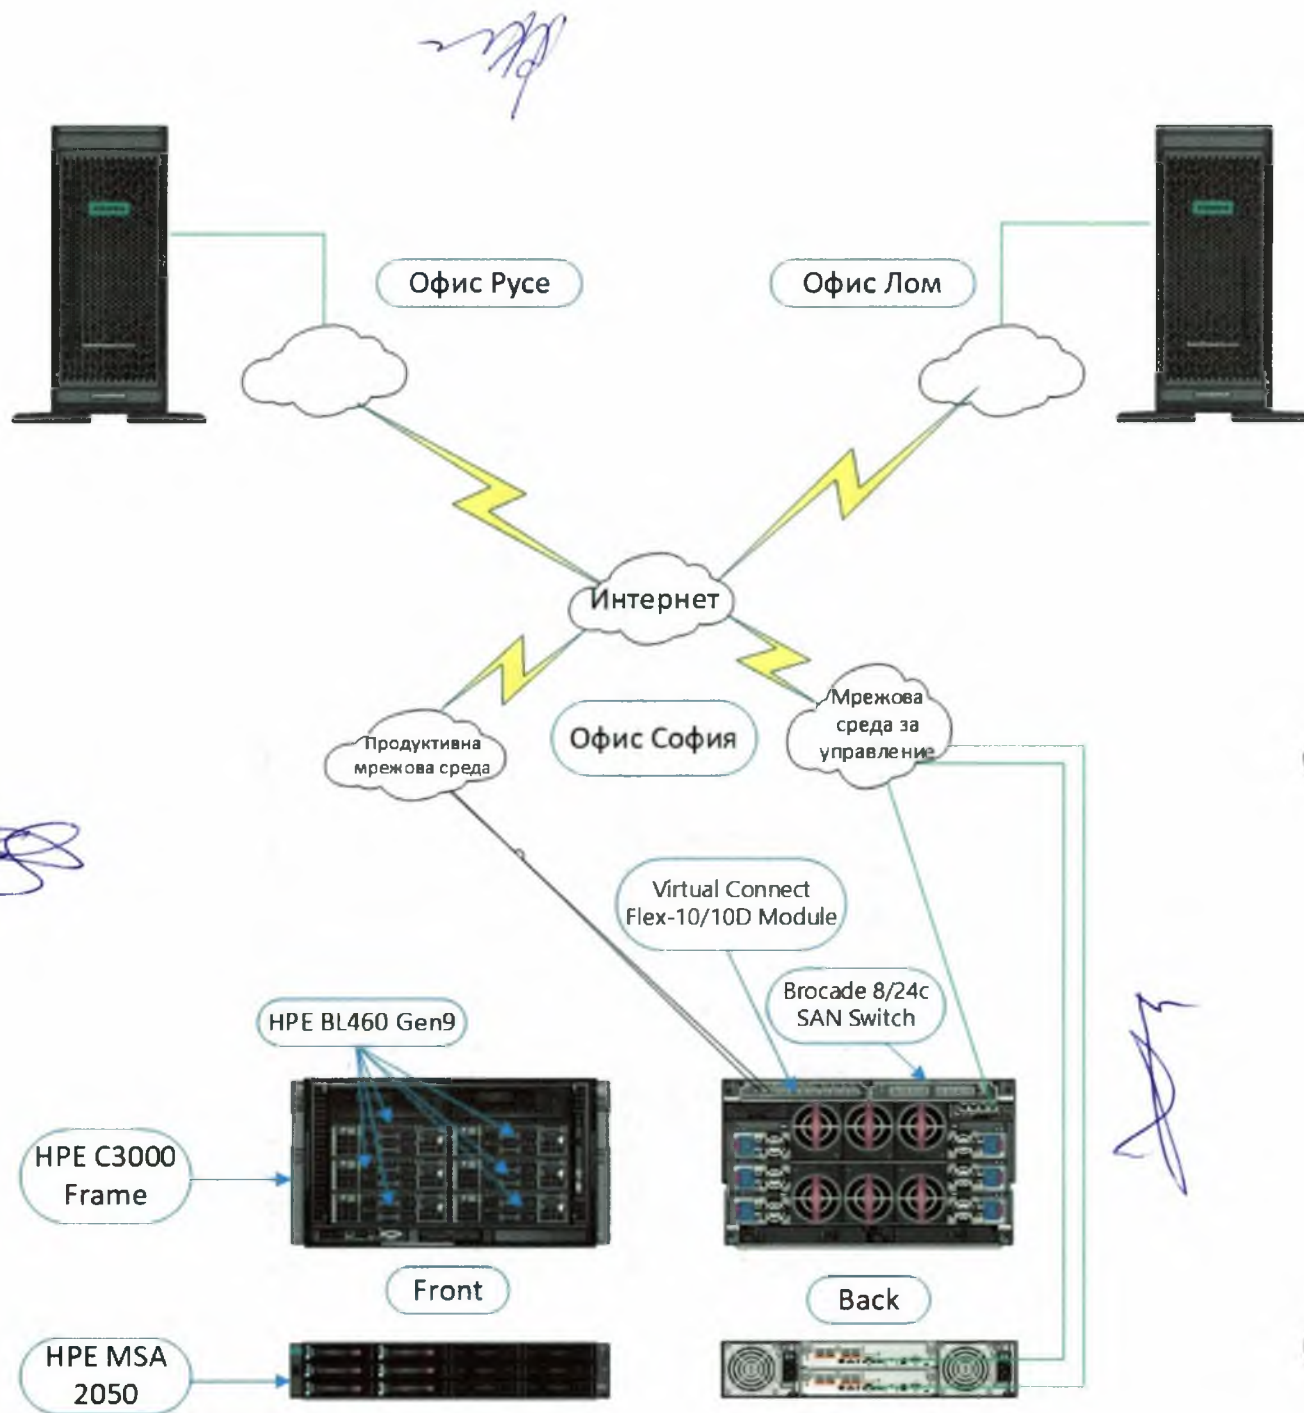 Офис Русе
Офис Лом
Интернет
Мрежова
среда за
управление
Офис София
Продуктивна
мрежова среда
Virtual Connect
Flex-10/10D Module
Brocade 8/24c
SAN Switch
HPE BL460 Gen9
HPE C3000
Frame
Front
Back
HPE MSA
2050